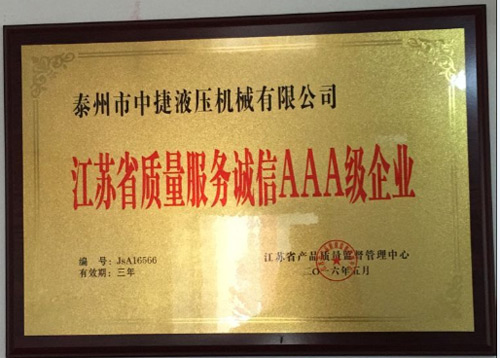 泰州市中捷液压机械有限公司
江苏省质量服务诚信AAA级企业
编 号: JsA16566
有效期: 三年
江苏省产品质量监督管理中心
二〇一六年五月